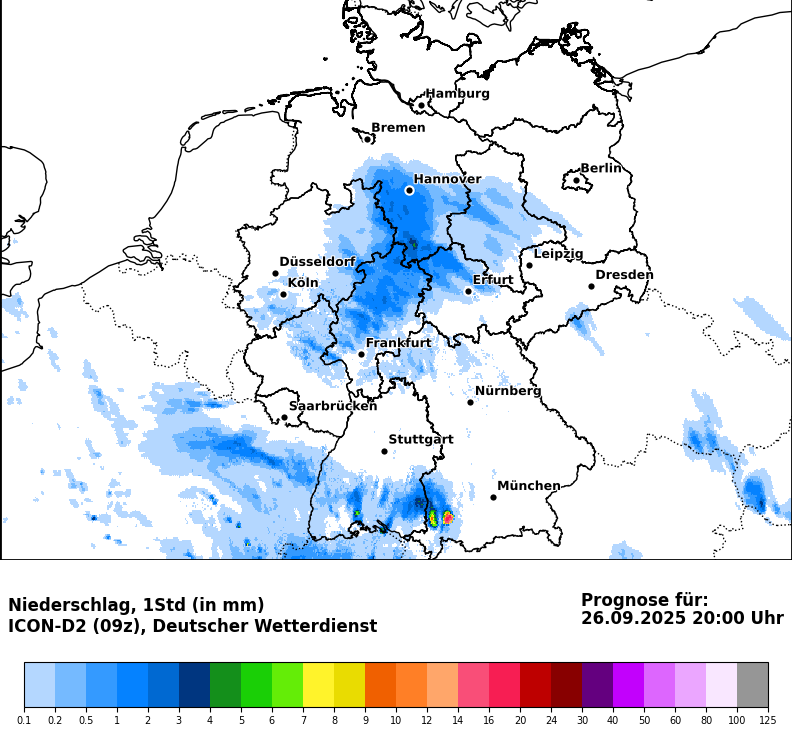 Hamburg
Bremen
Berlin
Hannover
Leipzig
Düsseldorf
Dresden
Köln
Erfurt
Frankfurt
Nürnberg
Saarbrücken
Stuttgart
München
Niederschlag, 1Std (in mm)
ICON-D2 (09z), Deutscher Wetterdienst
Prognose für:
26.09.2025 20:00 Uhr
0.1 0.2 0.5 1 2 3 4 5 6 7 8 9 10 12 14 16 20 24 30 40 50 60 80 100 125